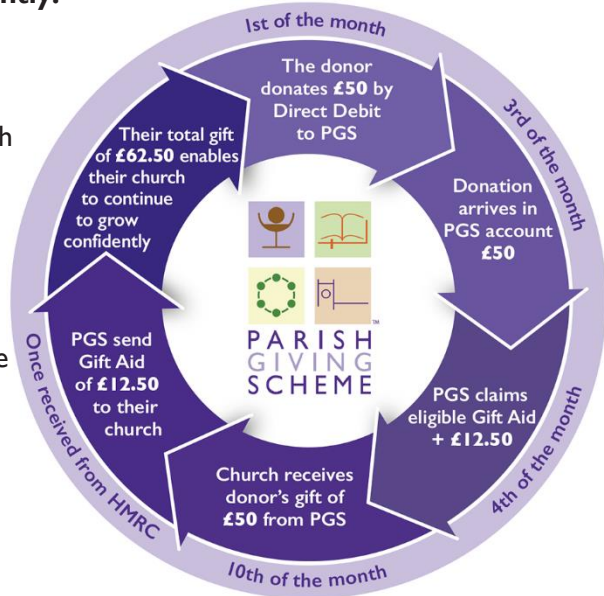 ntly.
h
e
1st of the month
The donor
donates £50 by
Direct Debit
to PGS
3rd of the month
Donation
arrives in
PGS account
£50
4th of the month
PGS claims
eligible Gift Aid
+ £12.50
10th of the month
Church receives
donor's gift of
£50 from PGS
Once received from HMRC
PGS send
Gift Aid
of £12.50
to their
church
Their total gift
of £62.50 enables
their church
to continue
to grow
confidently
PARISH
GIVING
SCHEME
TM